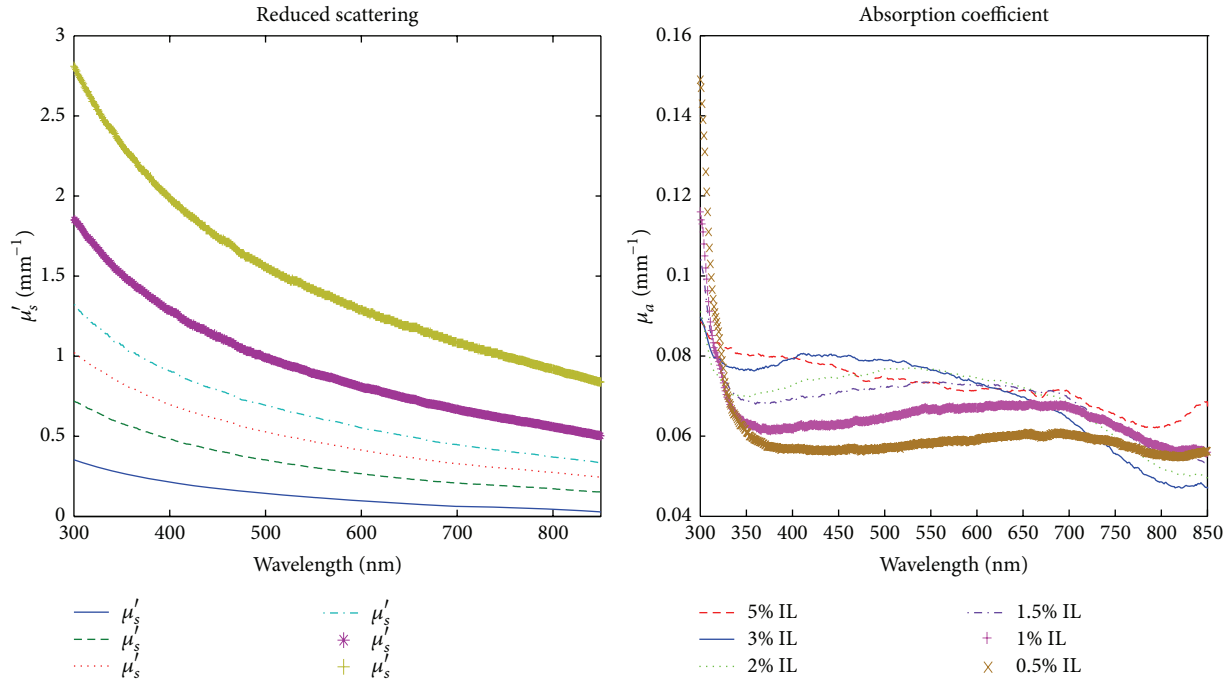 Reduced scattering
3
2.5
2
1.5
1
0.5
0
μ′s (mm−1)
300 400 500 600 700 800
Wavelength (nm)
μ′s
μ′s
μ′s
μ′s
μ′s
μ′s
Absorption coefficient
0.16
0.14
0.12
0.1
0.08
0.06
0.04
μa (mm−1)
300 350 400 450 500 550 600 650 700 750 800 850
Wavelength (nm)
5% IL
3% IL
2% IL
1.5% IL
1% IL
0.5% IL